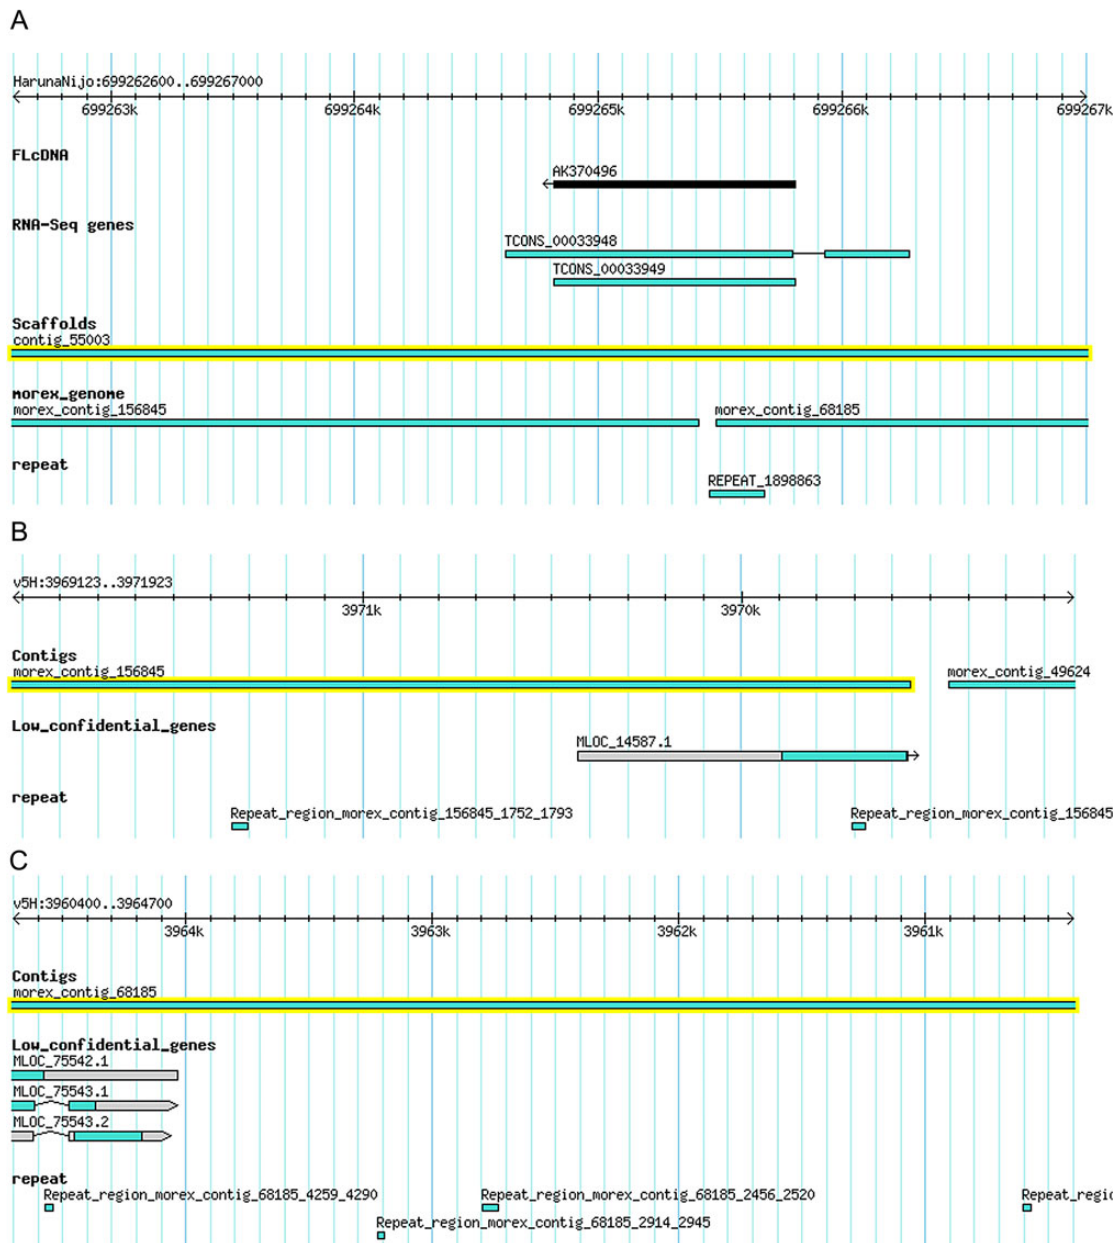 A
HarunaNijo:699262600..699267000
699263k 699264k 699265k 699266k 699267k
FLcDNA
AK370496
RNA-Seq genes
TCONS_00033948
TCONS_00033949
Scaffolds
contig_55003
morex_genome
morex_contig_156845 morex_contig_68185
repeat
REPEAT_1898863
B
v5H:3969123..3971923
3971k 3970k
Contigs
morex_contig_156845 morex_contig_49624
Low_confidential_genes
MLOC_14587.1
repeat
Repeat_region_morex_contig_156845_1752_1793 Repeat_region_morex_contig_156845
C
v5H:3960400..3964700
3964k 3963k 3962k 3961k
Contigs
morex_contig_68185
Low_confidential_genes
MLOC_75542.1
MLOC_75543.1
MLOC_75543.2
repeat
Repeat_region_morex_contig_68185_4259_4290 Repeat_region_morex_contig_68185_2456_2520 Repeat_regio
Repeat_region_morex_contig_68185_2914_2945